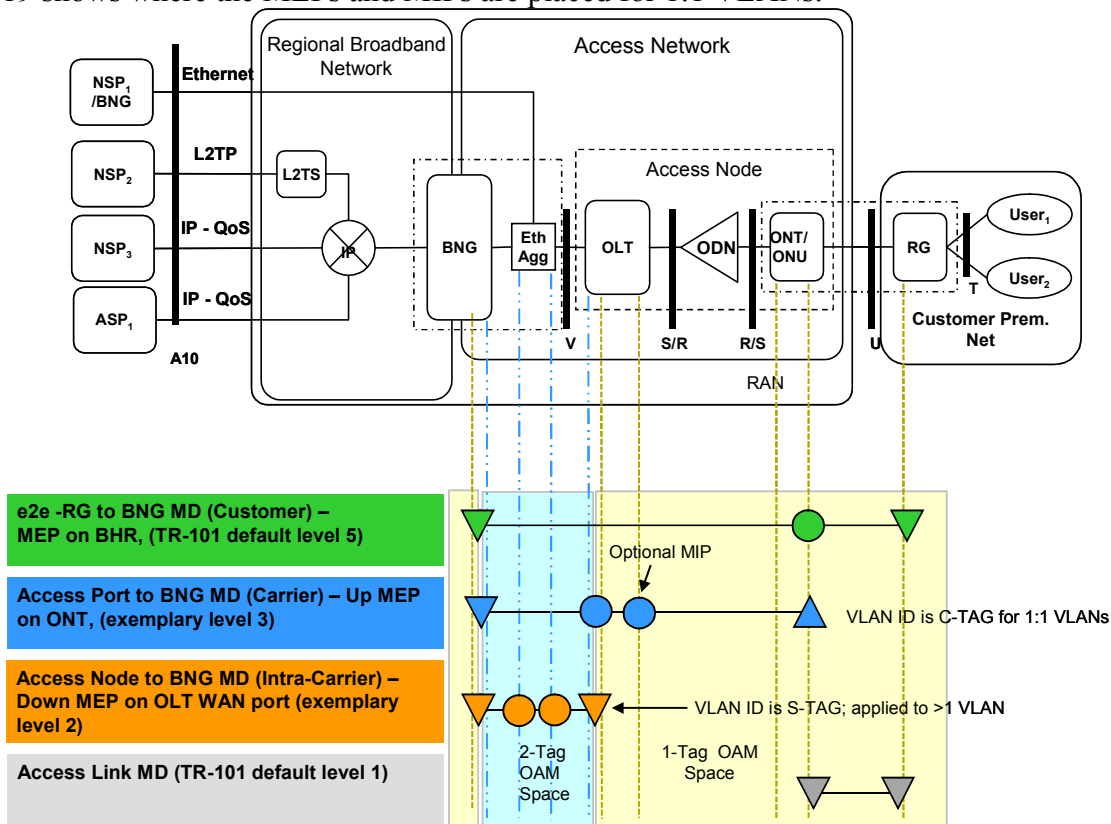 19 shows where the MEPs and MIPs are placed for 1:1 VLANs.
Regional Broadband
Network
Access Network
NSP1
/BNG
Ethernet
NSP2
L2TP
L2TS
NSP3
IP - QoS
IP
ASP1
IP - QoS
A10
BNG
Eth
Agg
V
Access Node
OLT
S/R
ODN
R/S
ONT/
ONU
U
RG
T
User1
User2
Customer Prem.
Net
RAN
e2e -RG to BNG MD (Customer) –
MEP on BHR, (TR-101 default level 5)
Optional MIP
Access Port to BNG MD (Carrier) – Up MEP
on ONT, (exemplary level 3)
VLAN ID is C-TAG for 1:1 VLANs
Access Node to BNG MD (Intra-Carrier) –
Down MEP on OLT WAN port (exemplary
level 2)
VLAN ID is S-TAG; applied to >1 VLAN
2-Tag
OAM
Space
1-Tag OAM
Space
Access Link MD (TR-101 default level 1)